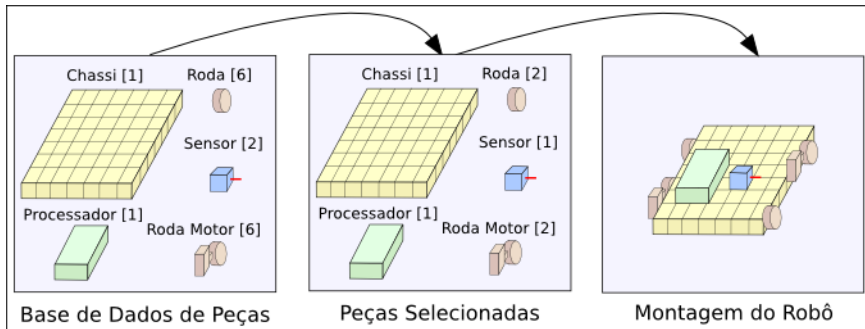 Chassi [1]
Roda [6]
Sensor [2]
Processador [1]
Roda Motor [6]
Base de Dados de Peças
Chassi [1]
Roda [2]
Sensor [1]
Processador [1]
Roda Motor [2]
Peças Selecionadas
Montagem do Robô